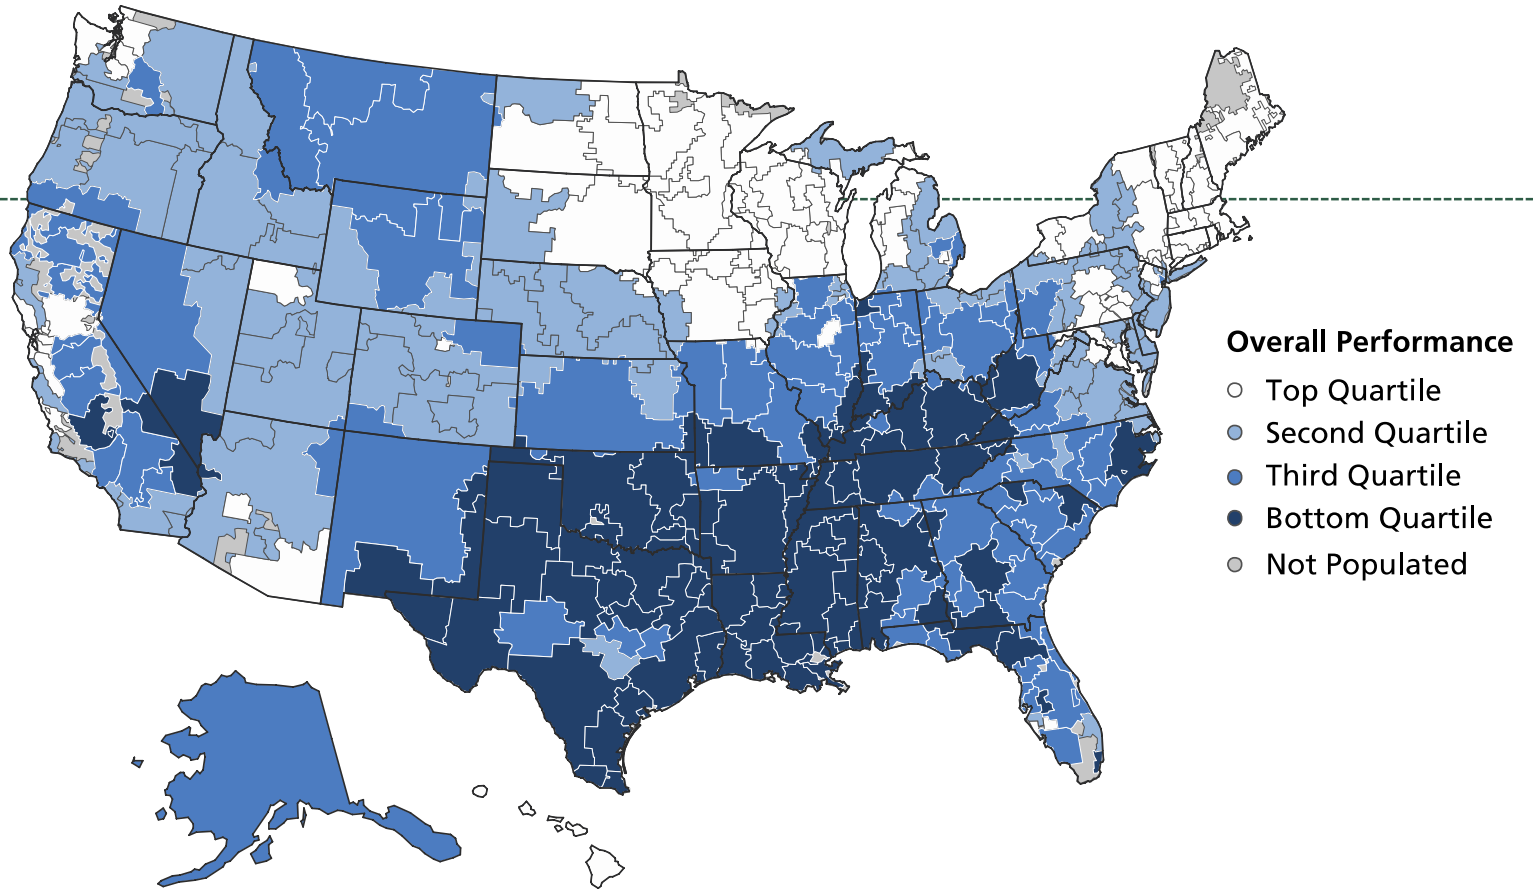 Overall Performance
Top Quartile
Second Quartile
Third Quartile
Bottom Quartile
Not Populated